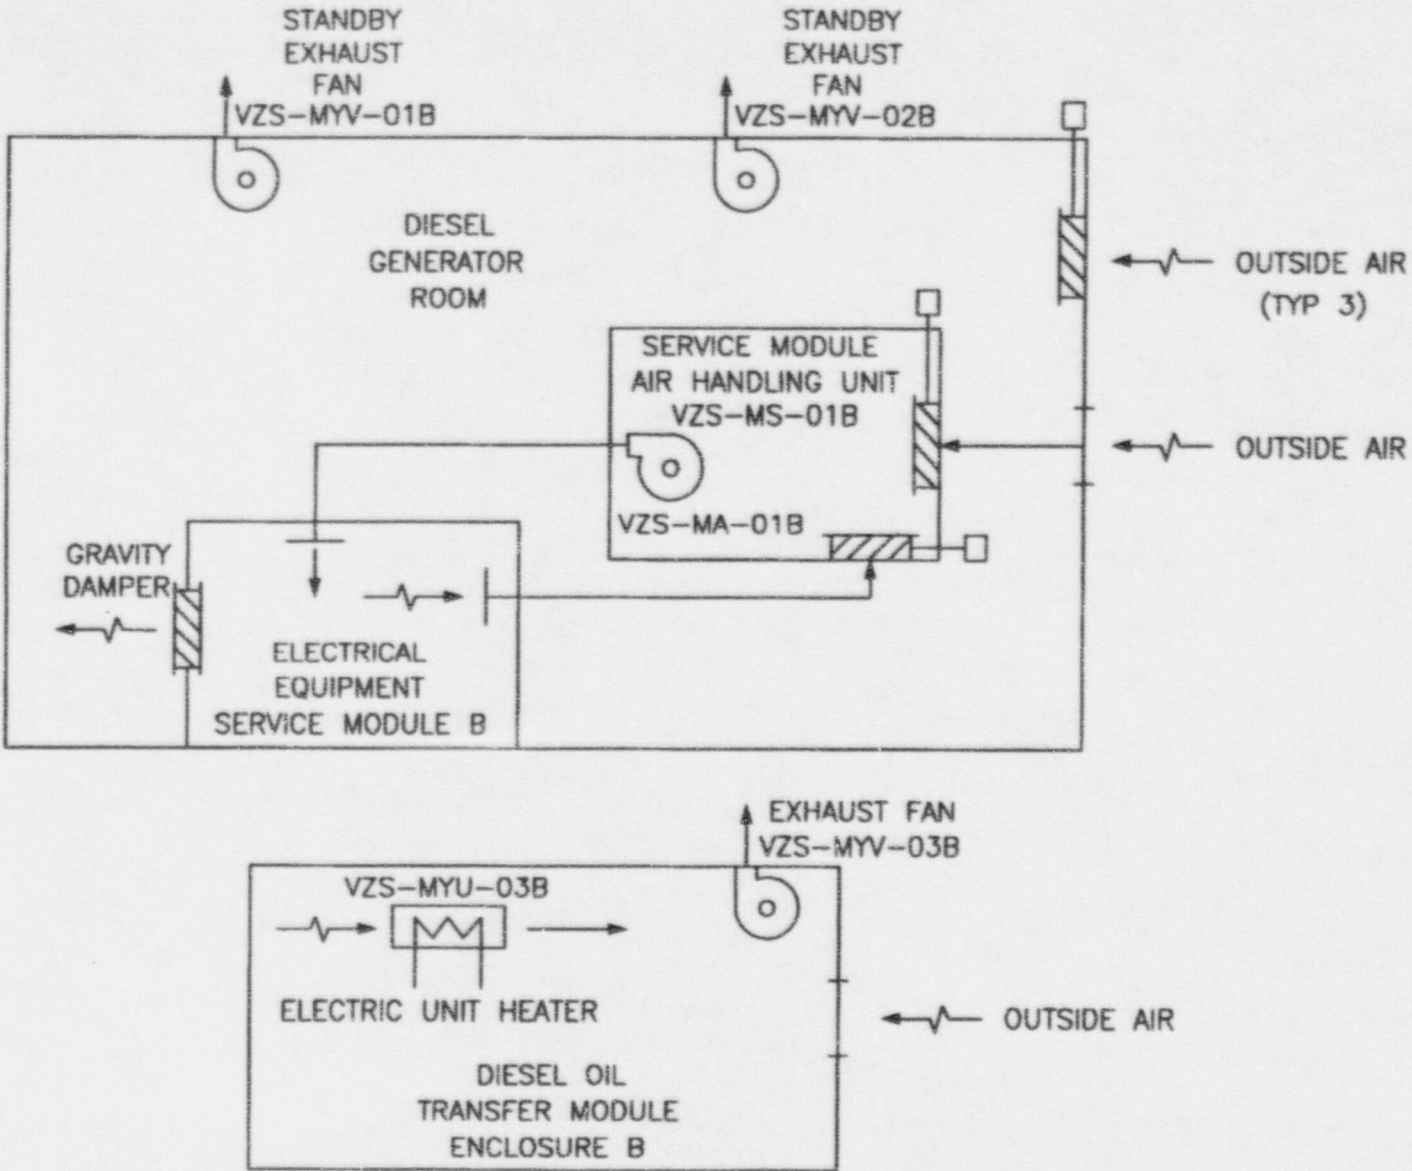 STANDBY
EXHAUST
FAN
VZS-MYV-01B
STANDBY
EXHAUST
FAN
VZS-MYV-02B
DIESEL
GENERATOR
ROOM
OUTSIDE AIR
(TYP 3)
SERVICE MODULE
AIR HANDLING UNIT
VZS-MS-01B
OUTSIDE AIR
VZS-MA-01B
GRAVITY
DAMPER
ELECTRICAL
EQUIPMENT
SERVICE MODULE B
EXHAUST FAN
VZS-MYV-03B
VZS-MYU-03B
ELECTRIC UNIT HEATER
OUTSIDE AIR
DIESEL OIL
TRANSFER MODULE
ENCLOSURE B